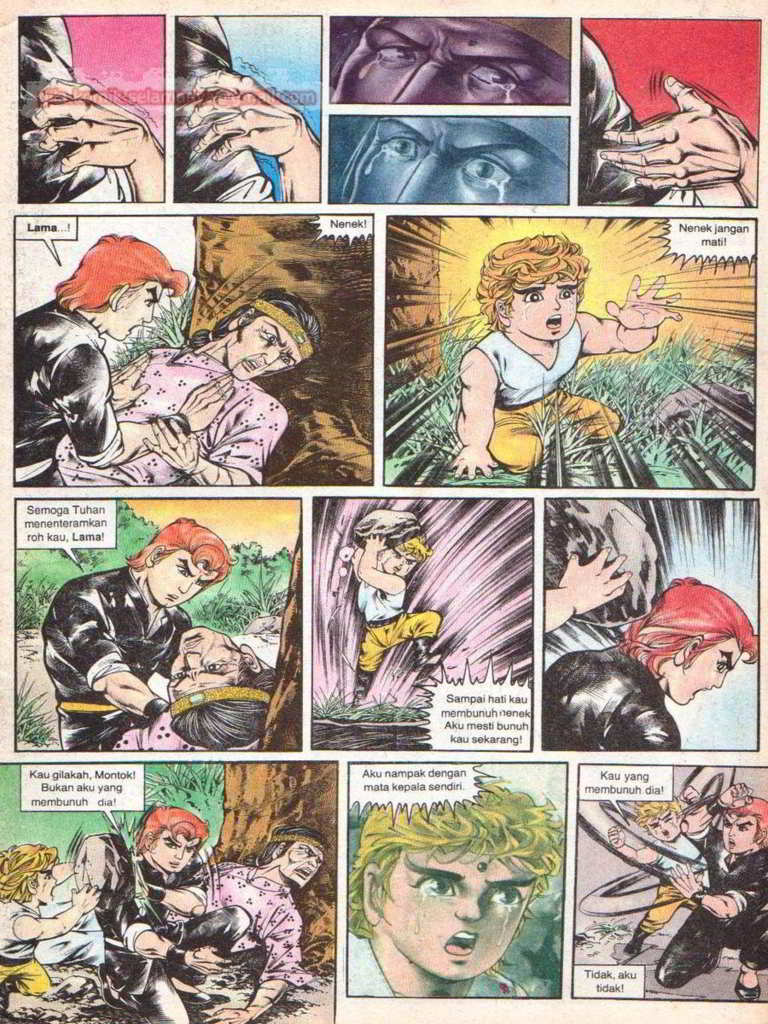 Lama...!
Nenek!
Nenek jangan
mati!
Semoga Tuhan
menenteramkan
roh kau, Lama!
Sampai hati kau
membunuh nenek
Aku mesti bunuh
kau sekarang!
Kau gilakah, Montok!
Bukan aku yang
membunuh dia!
Aku nampak dengan
mata kepala sendiri.
Kau yang
membunuh dia!
Tidak, aku
tidak!